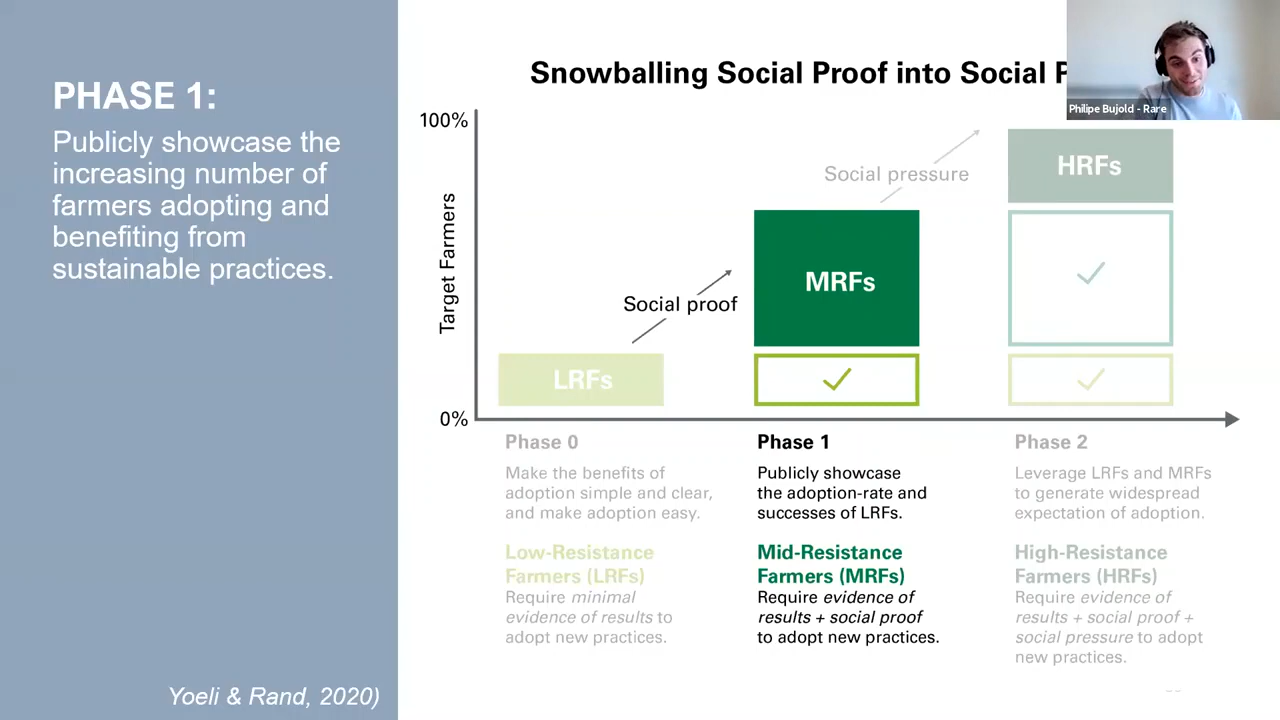 PHASE 1:
Publicly showcase the
increasing number of
farmers adopting and
benefiting from
sustainable practices.
Yoeli & Rand, 2020)
Snowballing Social Proof into Social
Philipe Bujold - Rare
100%
Target Farmers
0%
Social proof
Social pressure
LRFs
MRFs
HRFs
Phase 0
Make the benefits of
adoption simple and clear,
and make adoption easy.
Low-Resistance
Farmers (LRFs)
Require minimal
evidence of results to
adopt new practices.
Phase 1
Publicly showcase
the adoption-rate and
successes of LRFs.
Mid-Resistance
Farmers (MRFs)
Require evidence of
results + social proof
to adopt new practices.
Phase 2
Leverage LRFs and MRFs
to generate widespread
expectation of adoption.
High-Resistance
Farmers (HRFs)
Require evidence of
results + social proof +
social pressure to adopt
new practices.